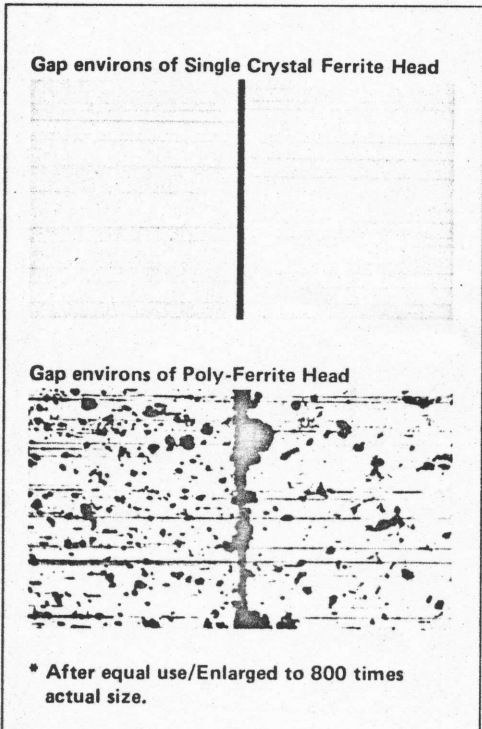 Gap environs of Single Crystal Ferrite Head
Gap environs of Poly-Ferrite Head
* After equal use/Enlarged to 800 times
actual size.